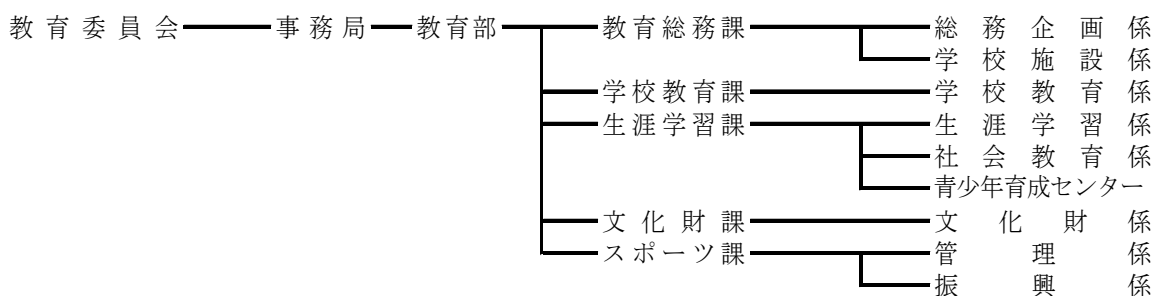 教育委員会 事務局 教育部 教育総務課 総務企画係
学校施設係
学校教育課 学校教育係
生涯学習課 生涯学習係
社会教育係
青少年育成センター
文化財課 文化財係
スポーツ課 管理係
振興係